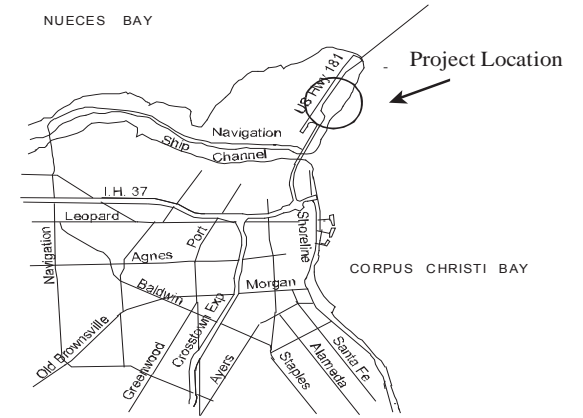 NUECES BAY
US Hwy 181
Project Location
Navigation
Ship Channel
I.H. 37
Leopard
Port
Shoreline
Navigation
Agnes
CORPUS CHRISTI BAY
Baldwin
Morgan
Old Brownsville
Greenwood
Crosstown Exp
Ayers
Staples
Alameda
Santa Fe